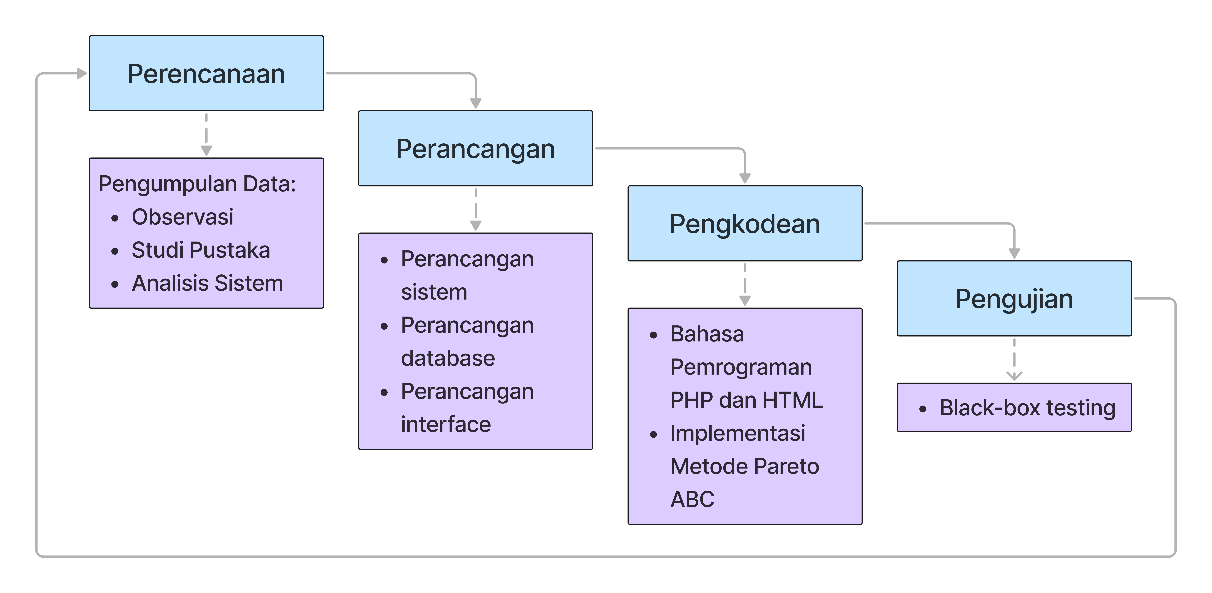 Perencanaan
Pengumpulan Data:
• Observasi
• Studi Pustaka
• Analisis Sistem
Perancangan
• Perancangan
sistem
• Perancangan
database
• Perancangan
interface
Pengkodean
• Bahasa
Pemrograman
PHP dan HTML
• Implementasi
Metode Pareto
ABC
Pengujian
• Black-box testing